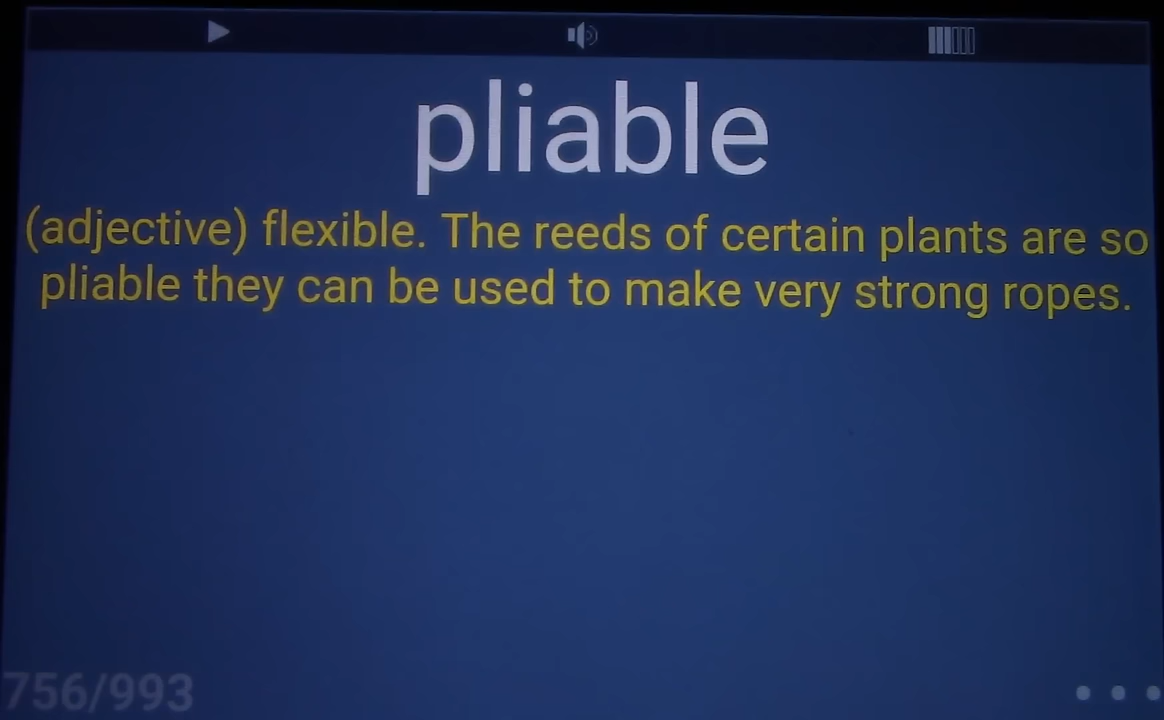 pliable
(adjective) flexible. The reeds of certain plants are so
pliable they can be used to make very strong ropes.
756/993